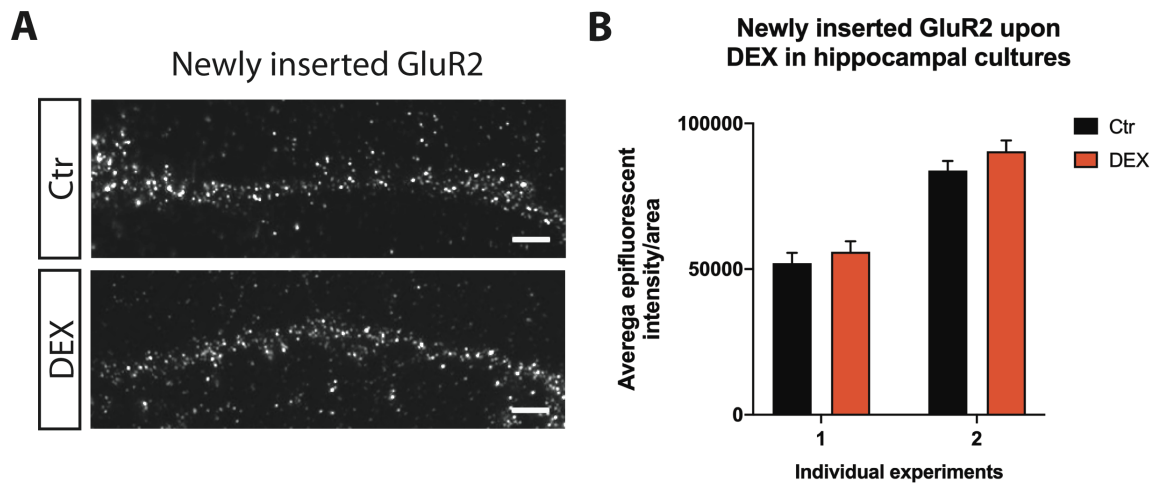 A
Newly inserted GluR2
Ctr
DEX
B
Newly inserted GluR2 upon
DEX in hippocampal cultures
Averega epifluorescent
intensity/area
100000
50000
0
1
2
Individual experiments
Ctr
DEX